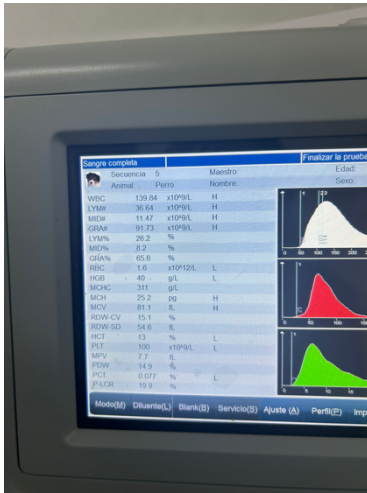 Sangre completa Finalizar la prueba
Secuencia 5 Maestro: Edad:
Animal: Perro Nombre: Sexo:
WBC 139.84 x10^9/L H
LYM# 36.64 x10^9/L H
MID# 11.47 x10^9/L H
GRA# 91.73 x10^9/L H
LYM% 26.2 %
MID% 8.2 %
GRA% 65.6 %
RBC 1.6 x10^12/L L
HGB 40 g/L L
MCHC 311 g/L
MCH 25.2 pg H
MCV 81.1 fL H
RDW-CV 15.1 %
RDW-SD 54.6 fL
HCT 13 % L
PLT 100 x10^9/L L
MPV 7.7 fL
PDW 14.9 %
PCT 0.077 % L
P-LCR 19.9 %
Modo(M) Diluente(L) Blank(B) Servicio(S) Ajuste (A) Perfil(P)